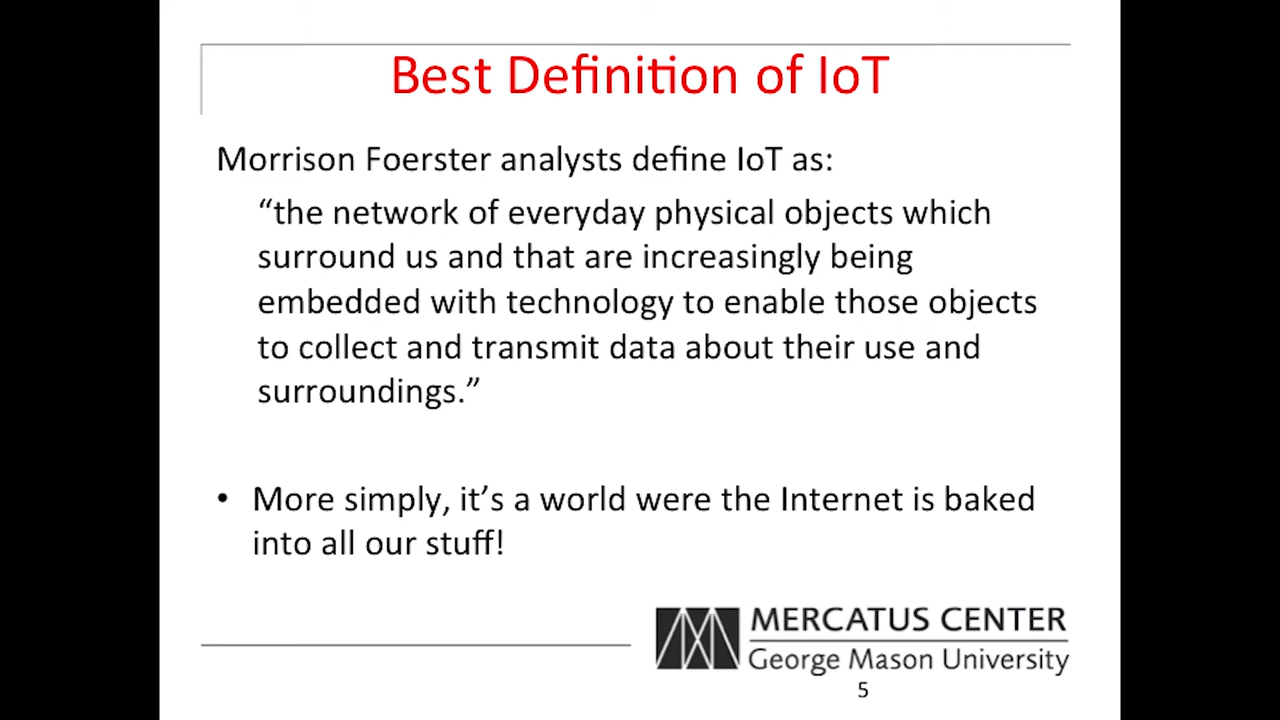 Best Definition of IoT
Morrison Foerster analysts define IoT as:
“the network of everyday physical objects which
surround us and that are increasingly being
embedded with technology to enable those objects
to collect and transmit data about their use and
surroundings.”
• More simply, it’s a world were the Internet is baked
into all our stuff!
MERCATUS CENTER
George Mason University
5